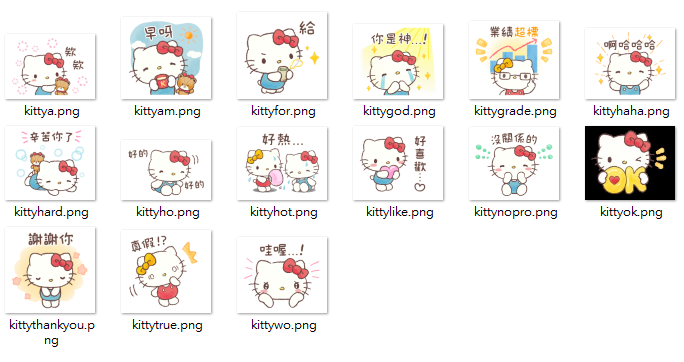 欸
欸
早呀
給
你是神...!
業績超標
啊哈哈哈
kittya.png
kittyam.png
kittyfor.png
kittygod.png
kittygrade.png
kittyhaha.png
辛苦你了
好的
好的
好熱...
好喜歡...
沒關係的
OK
kittyhard.png
kittyho.png
kittyhot.png
kittylike.png
kittynopro.png
kittyok.png
謝謝你
真假!?
哇喔...!
kittythankyou.p
ng
kittytrue.png
kittywo.png